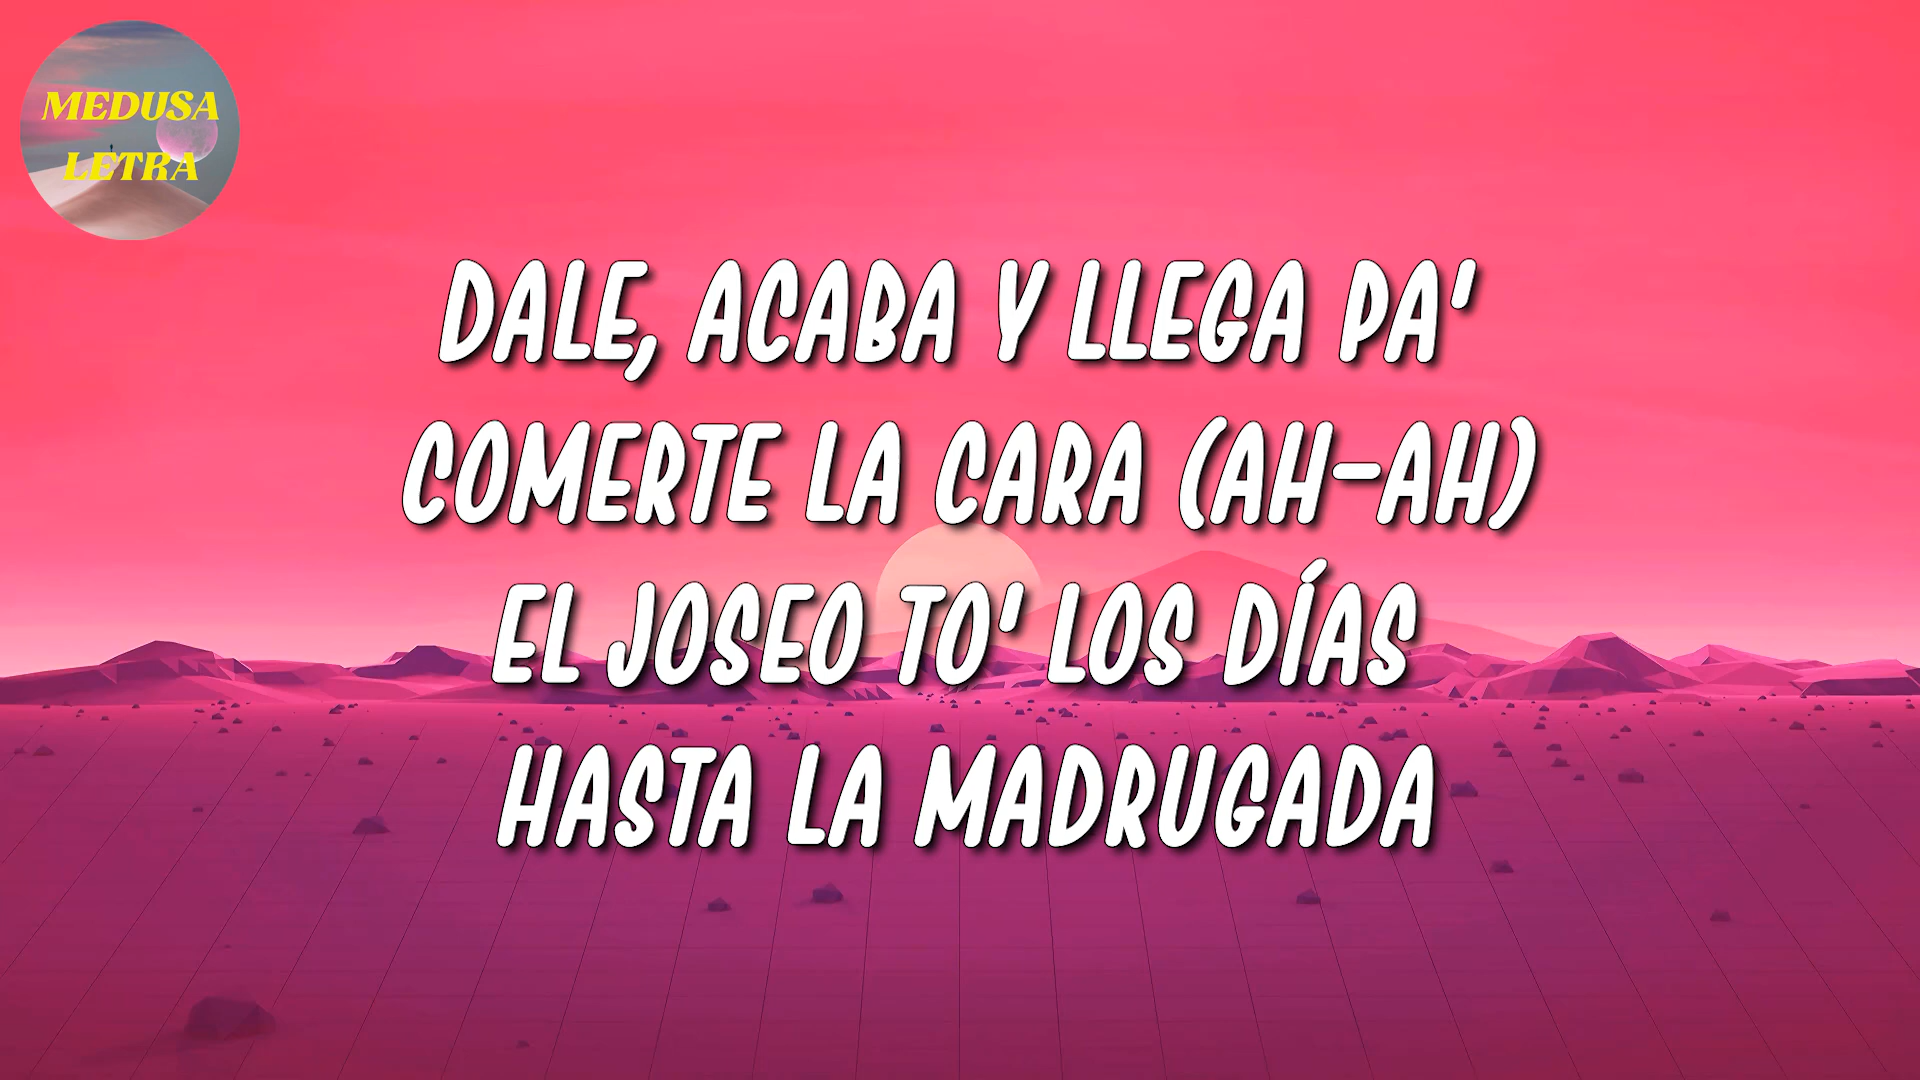 MEDUSA
LETRA
DALE, ACABA Y LLEGA PA'
COMERTE LA CARA (AH-AH)
EL JOSEO TO' LOS DÍAS
HASTA LA MADRUGADA